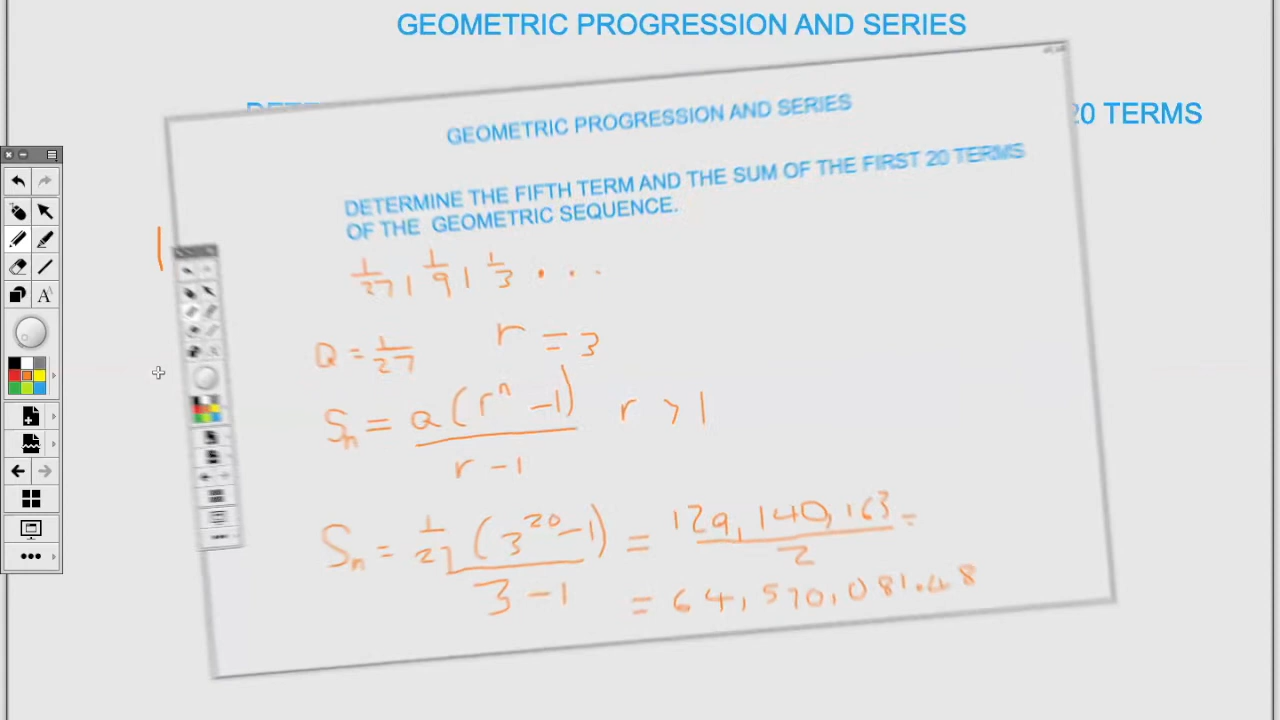 GEOMETRIC PROGRESSION AND SERIES
20 TERMS
GEOMETRIC PROGRESSION AND SERIES
DETERMINE THE FIFTH TERM AND THE SUM OF THE FIRST 20 TERMS
OF THE GEOMETRIC SEQUENCE.
1/27, 1/9, 1/3 . . .
a = 1/27 r = 3
Sn = a(r^n - 1) / r - 1 r > 1
Sn = 1/27 (3^20 - 1) / 3 - 1 = 129,140,163 / 2
= 64,570,081.48